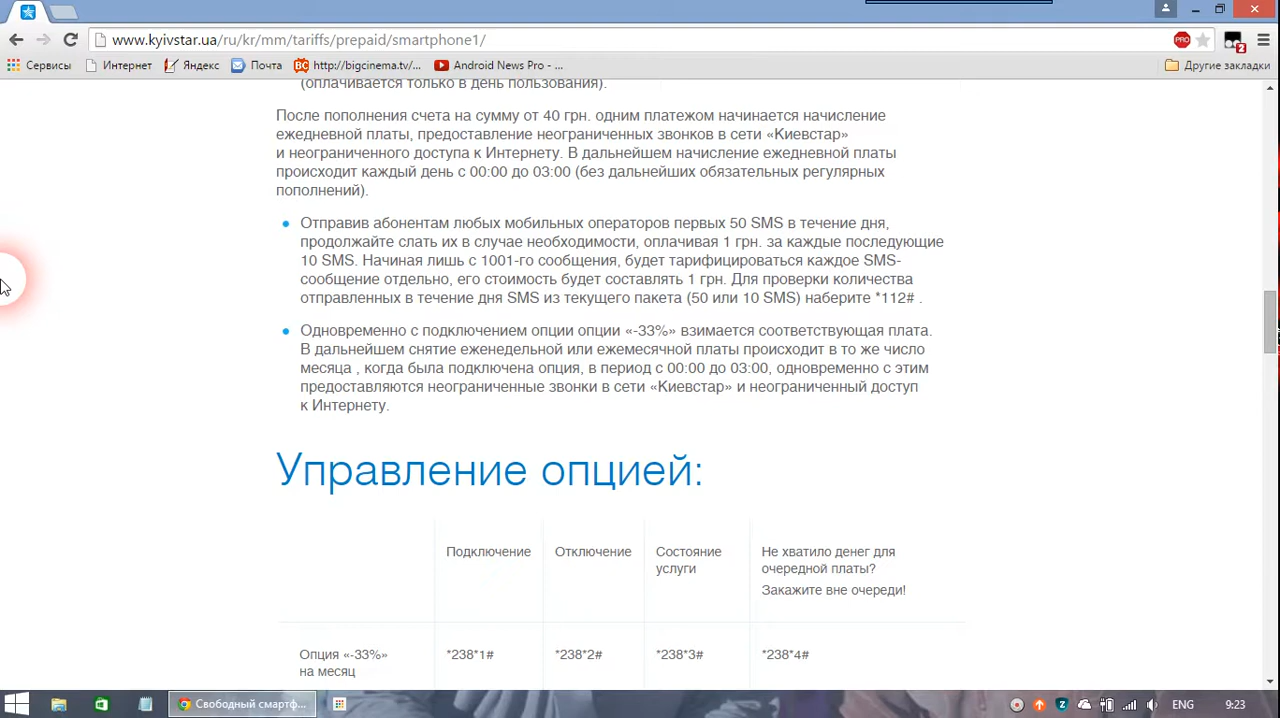 www.kyivstar.ua/ru/kr/mm/tariffs/prepaid/smartphone1/
PRO
2
Сервисы
Интернет
Яндекс
Почта
BC
http://bigcinema.tv/...
Android News Pro - ...
Другие закладки
(оплачивается только в день пользования).
После пополнения счета на сумму от 40 грн. одним платежом начинается начисление
ежедневной платы, предоставление неограниченных звонков в сети «Киевстар»
и неограниченного доступа к Интернету. В дальнейшем начисление ежедневной платы
происходит каждый день с 00:00 до 03:00 (без дальнейших обязательных регулярных
пополнений).
Отправив абонентам любых мобильных операторов первых 50 SMS в течение дня,
продолжайте слать их в случае необходимости, оплачивая 1 грн. за каждые последующие
10 SMS. Начиная лишь с 1001-го сообщения, будет тарифицироваться каждое SMS-
сообщение отдельно, его стоимость будет составлять 1 грн. Для проверки количества
отправленных в течение дня SMS из текущего пакета (50 или 10 SMS) наберите *112# .
Одновременно с подключением опции опции «-33%» взимается соответствующая плата.
В дальнейшем снятие еженедельной или ежемесячной платы происходит в то же число
месяца , когда была подключена опция, в период с 00:00 до 03:00, одновременно с этим
предоставляются неограниченные звонки в сети «Киевстар» и неограниченный доступ
к Интернету.
Управление опцией:
Подключение
Отключение
Состояние
услуги
Не хватило денег для
очередной платы?
Закажите вне очереди!
Опция «-33%»
на месяц
*238*1#
*238*2#
*238*3#
*238*4#
Свободный смартф...
ENG
9:23